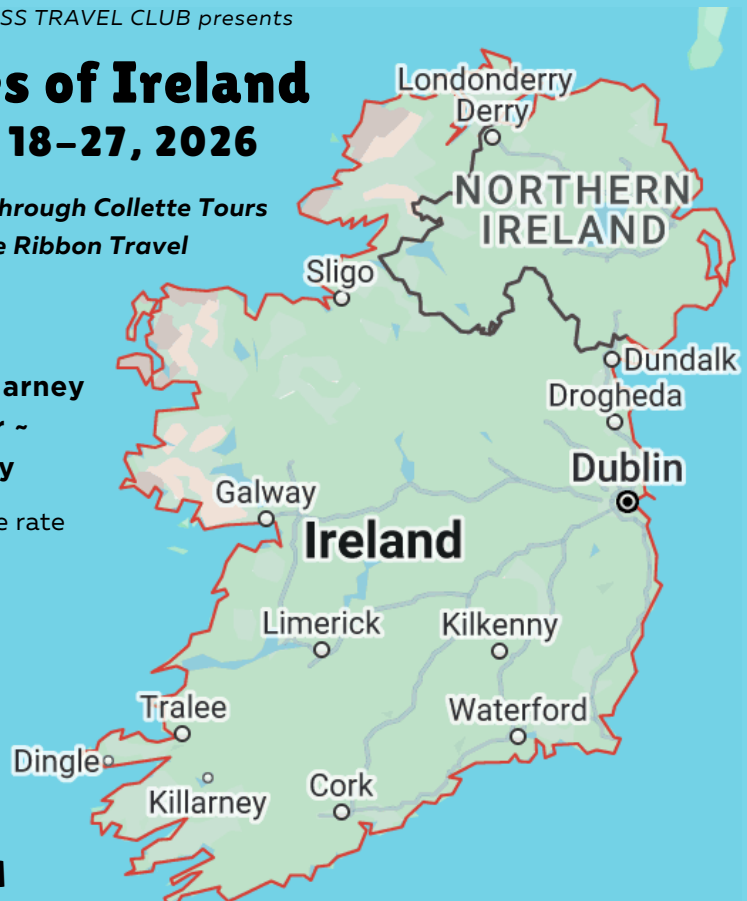 SS TRAVEL CLUB presents
s of Ireland
18–27, 2026
hrough Collette Tours
e Ribbon Travel
arney
~
y
e rate
Londonderry
Derry
NORTHERN
IRELAND
Sligo
Dundalk
Drogheda
Dublin
Galway
Ireland
Limerick
Kilkenny
Tralee
Waterford
Dingle
Killarney
Cork